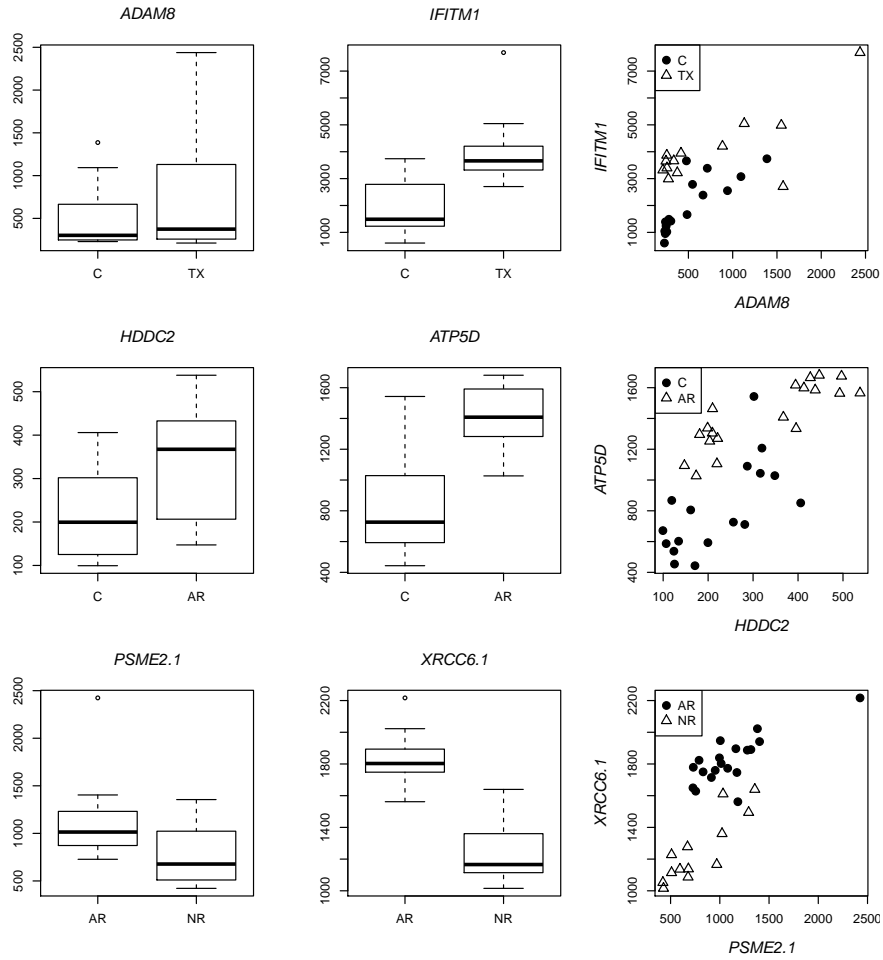 ADAM8
2500
2000
1500
1000
500
C
TX
IFITM1
7000
5000
3000
1000
C
TX
C
TX
IFITM1
7000
5000
3000
1000
500
1000
1500
2000
2500
ADAM8
HDDC2
500
400
300
200
100
C
AR
ATP5D
1600
1200
800
400
C
AR
C
AR
ATP5D
1600
1200
800
400
100
200
300
400
500
HDDC2
PSME2.1
2500
2000
1500
1000
500
AR
NR
XRCC6.1
2200
1800
1400
1000
AR
NR
AR
NR
XRCC6.1
2200
1800
1400
1000
500
1000
1500
2000
2500
PSME2.1